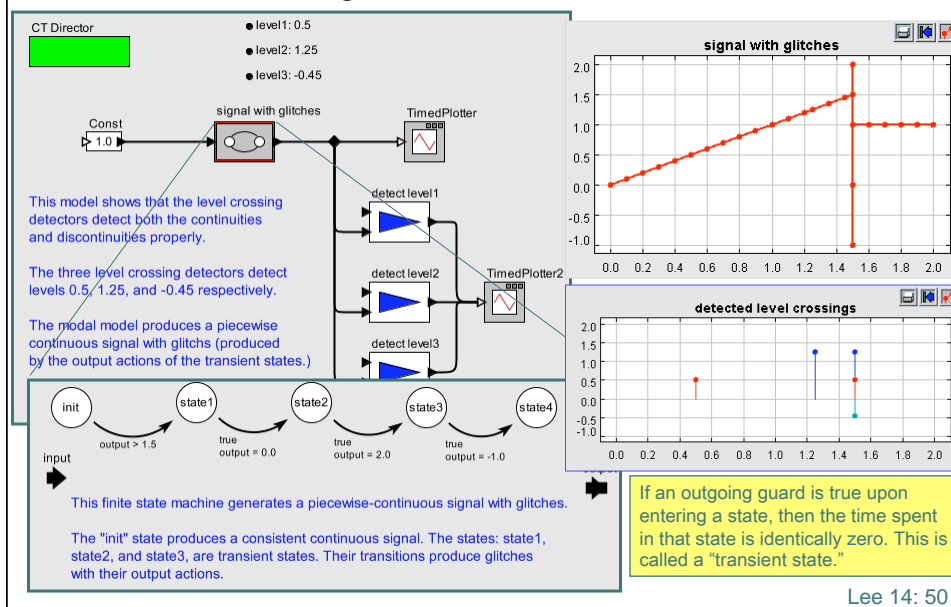 CT Director
level1: 0.5
level2: 1.25
level3: -0.45
Const
1.0
signal with glitches
TimedPlotter
detect level1
detect level2
detect level3
TimedPlotter2
This model shows that the level crossing
detectors detect both the continuities
and discontinuities properly.
The three level crossing detectors detect
levels 0.5, 1.25, and -0.45 respectively.
The modal model produces a piecewise
continuous signal with glitchs (produced
by the output actions of the transient states.)
signal with glitches
2.0
1.5
1.0
0.5
0.0
-0.5
-1.0
0.0 0.2 0.4 0.6 0.8 1.0 1.2 1.4 1.6 1.8 2.0
detected level crossings
2.0
1.5
1.0
0.5
0.0
-0.5
-1.0
0.0 0.2 0.4 0.6 0.8 1.0 1.2 1.4 1.6 1.8 2.0
init
state1
state2
state3
state4
output > 1.5
true
output = 0.0
true
output = 2.0
true
output = -1.0
input
This finite state machine generates a piecewise-continuous signal with glitches.
The "init" state produces a consistent continuous signal. The states: state1,
state2, and state3, are transient states. Their transitions produce glitches
with their output actions.
If an outgoing guard is true upon
entering a state, then the time spent
in that state is identically zero. This is
called a “transient state.”
Lee 14: 50